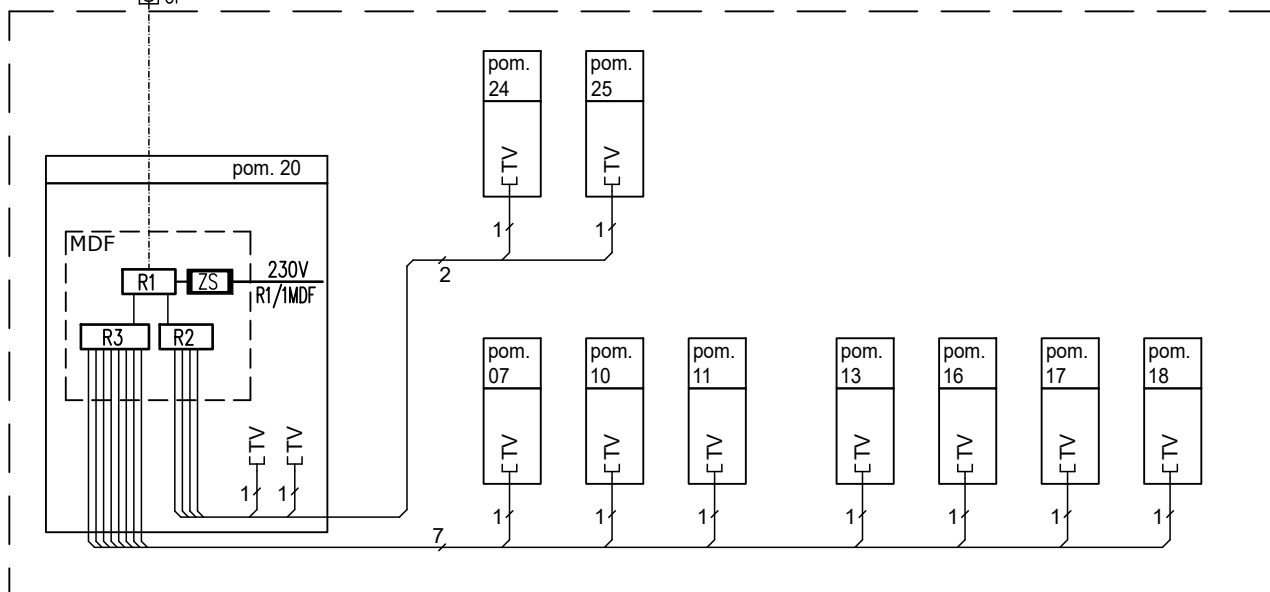 pom.
24
pom.
25
pom. 20
MDF
R1
ZS
230V
R1/1MDF
R3
R2
TV
TV
1
1
2
TV
TV
1
1
pom.
07
pom.
10
pom.
11
pom.
13
pom.
16
pom.
17
pom.
18
TV
TV
TV
TV
TV
TV
TV
1
1
1
1
1
1
1
7